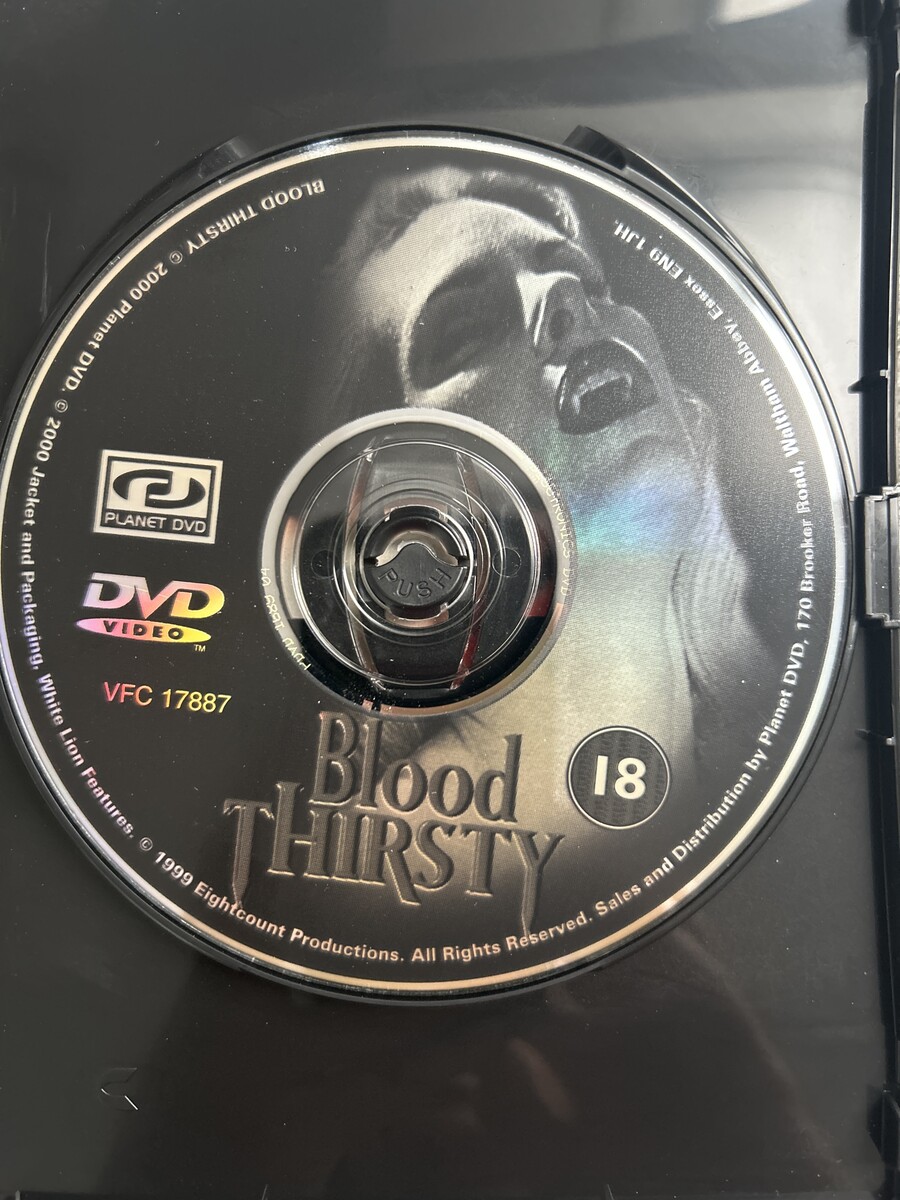 BLOOD THIRSTY © 2000 Planet DVD. © 2000 Jacket and Packaging, White Lion Features. © 1999 Eightcount Productions. All Rights Reserved. Sales and Distribution by Planet DVD, 170 Brooker Road, Waltham Abbey, Essex EN9 1JH.
PLANET DVD
DVD
VIDEO
TM
VFC 17887
PUSH
Blood
THIRSTY
18